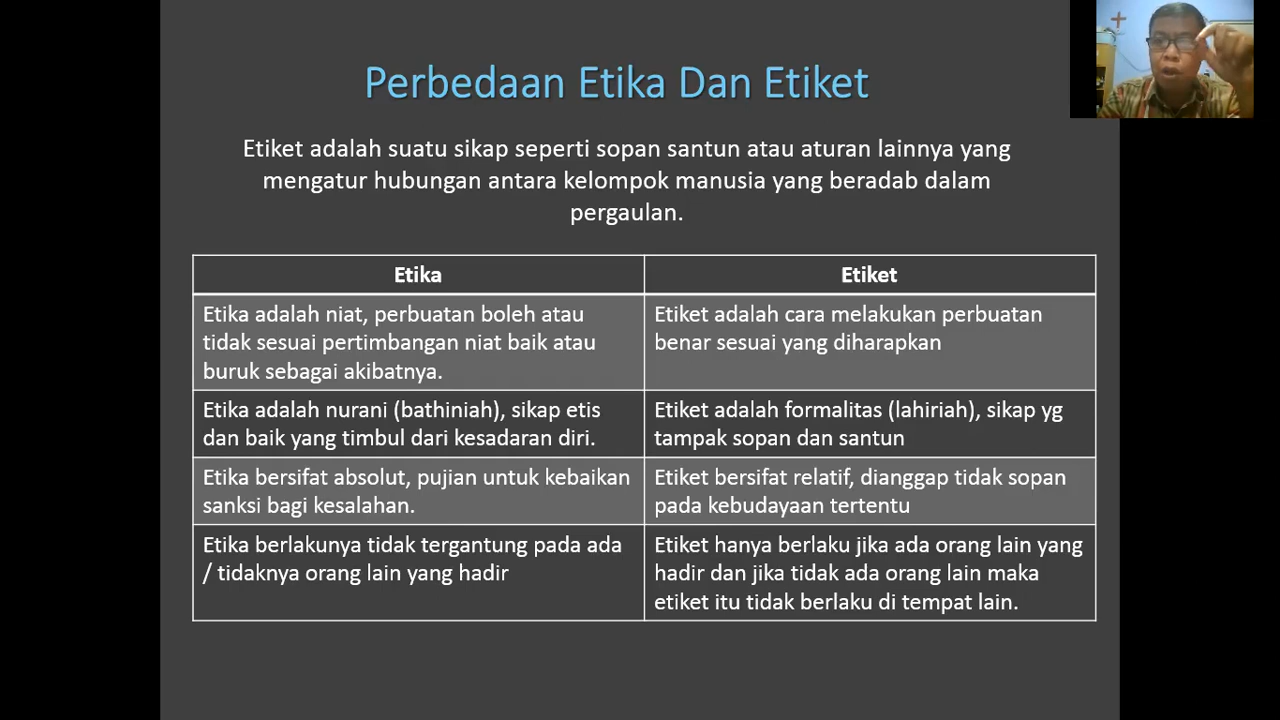 Perbedaan Etika Dan Etiket
Etiket adalah suatu sikap seperti sopan santun atau aturan lainnya yang
mengatur hubungan antara kelompok manusia yang beradab dalam
pergaulan.
Etika
Etiket
Etika adalah niat, perbuatan boleh atau
tidak sesuai pertimbangan niat baik atau
buruk sebagai akibatnya.
Etiket adalah cara melakukan perbuatan
benar sesuai yang diharapkan
Etika adalah nurani (bathiniah), sikap etis
dan baik yang timbul dari kesadaran diri.
Etiket adalah formalitas (lahiriah), sikap yg
tampak sopan dan santun
Etika bersifat absolut, pujian untuk kebaikan
sanksi bagi kesalahan.
Etiket bersifat relatif, dianggap tidak sopan
pada kebudayaan tertentu
Etika berlakunya tidak tergantung pada ada
/ tidaknya orang lain yang hadir
Etiket hanya berlaku jika ada orang lain yang
hadir dan jika tidak ada orang lain maka
etiket itu tidak berlaku di tempat lain.